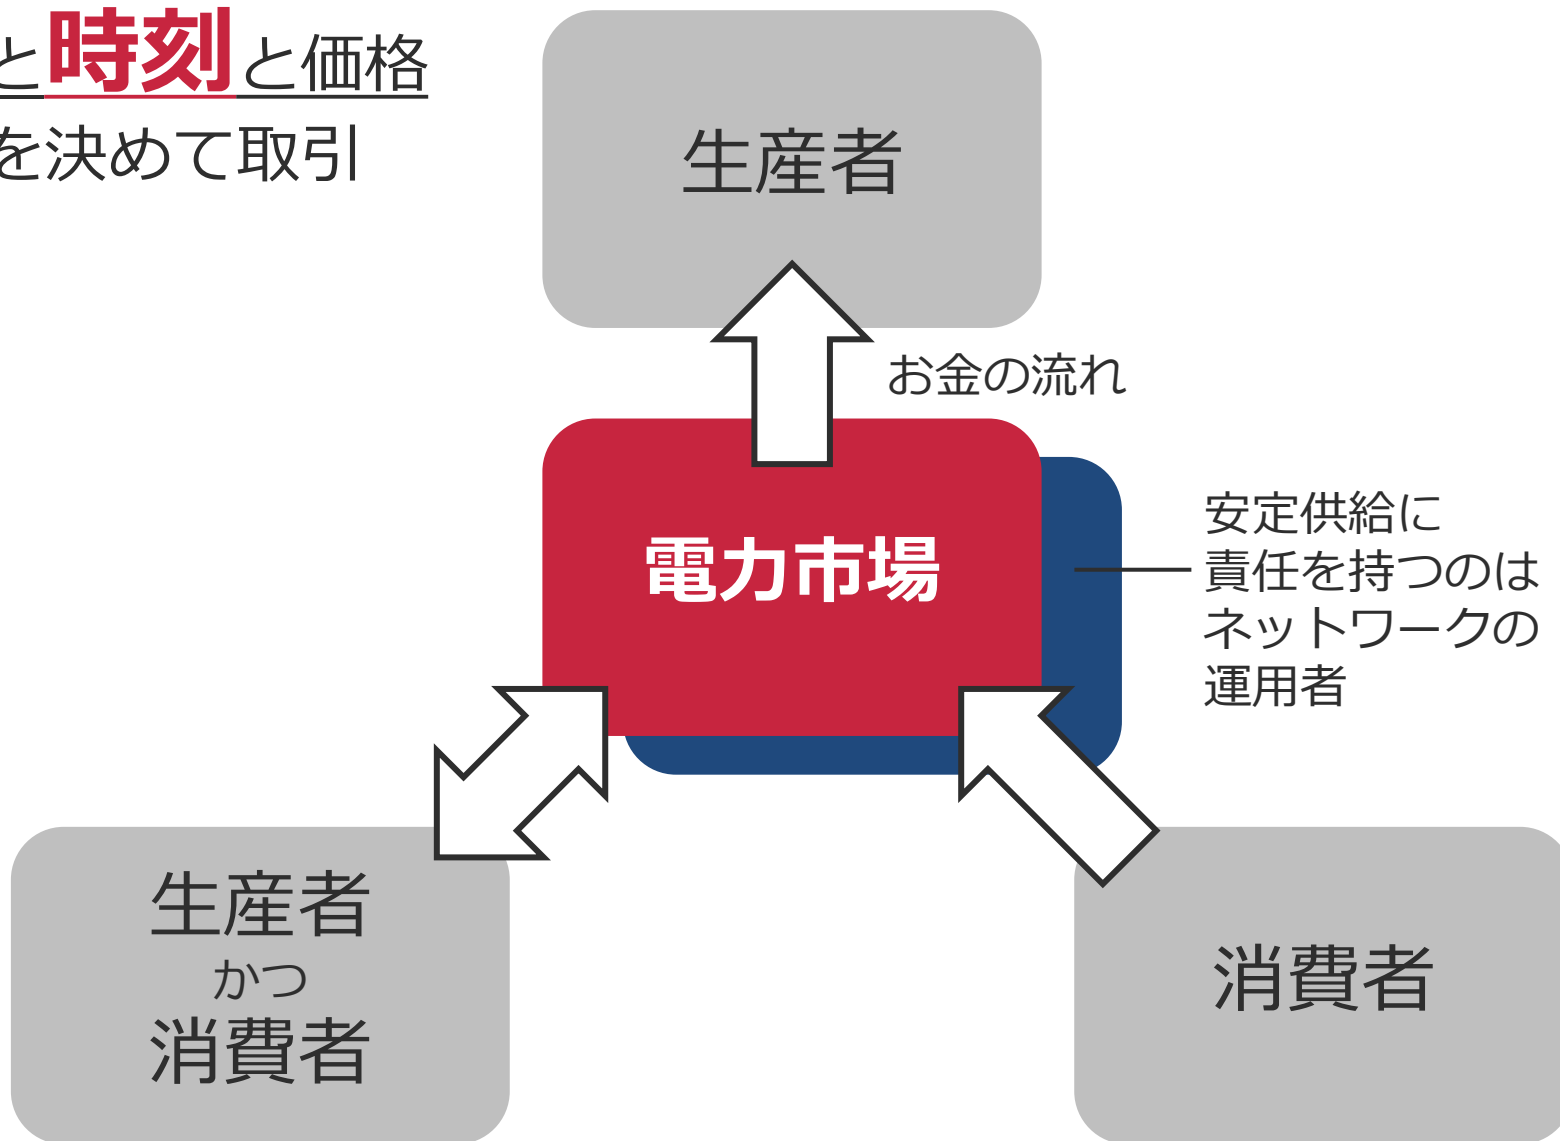 と時刻と価格
を決めて取引
生産者
お金の流れ
電力市場
安定供給に
責任を持つのは
ネットワークの
運用者
生産者
かつ
消費者
消費者